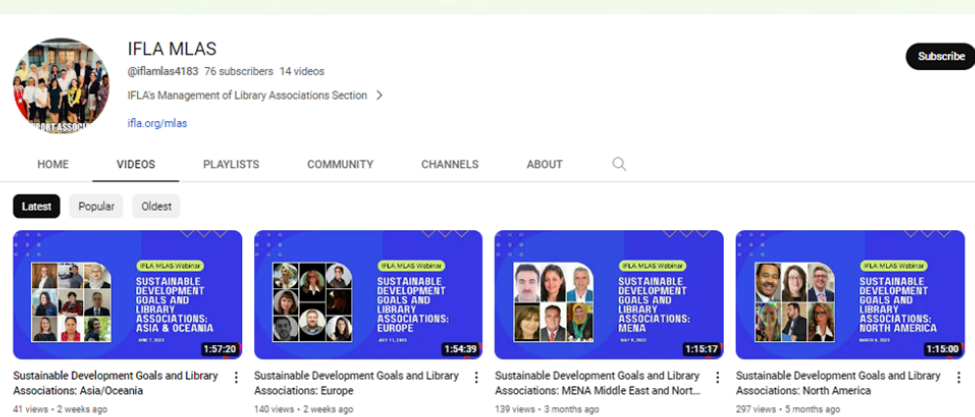 IFLA MLAS
@iflamlas4183 76 subscribers 14 videos
IFLA's Management of Library Associations Section
ifla.org/mlas
Subscribe
HOME VIDEOS PLAYLISTS COMMUNITY CHANNELS ABOUT
Latest Popular Oldest
IFLA MLAS Webinar
SUSTAINABLE
DEVELOPMENT
GOALS AND
LIBRARY
ASSOCIATIONS:
ASIA & OCEANIA
1:57:20
IFLA MLAS Webinar
SUSTAINABLE
DEVELOPMENT
GOALS AND
LIBRARY
ASSOCIATIONS:
EUROPE
1:54:39
IFLA MLAS Webinar
SUSTAINABLE
DEVELOPMENT
GOALS AND
LIBRARY
ASSOCIATIONS:
MENA
1:15:17
IFLA MLAS Webinar
SUSTAINABLE
DEVELOPMENT
GOALS AND
LIBRARY
ASSOCIATIONS:
NORTH AMERICA
1:15:00
Sustainable Development Goals and Library
Associations: Asia/Oceania
41 views • 2 weeks ago
Sustainable Development Goals and Library
Associations: Europe
140 views • 2 weeks ago
Sustainable Development Goals and Library
Associations: MENA Middle East and Nort...
139 views • 3 months ago
Sustainable Development Goals and Library
Associations: North America
297 views • 5 months ago